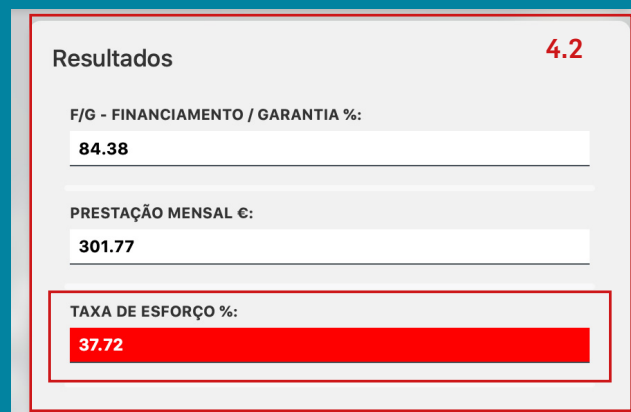 Resultados
4.2
F/G - FINANCIAMENTO / GARANTIA %:
84.38
PRESTAÇÃO MENSAL €:
301.77
TAXA DE ESFORÇO %:
37.72